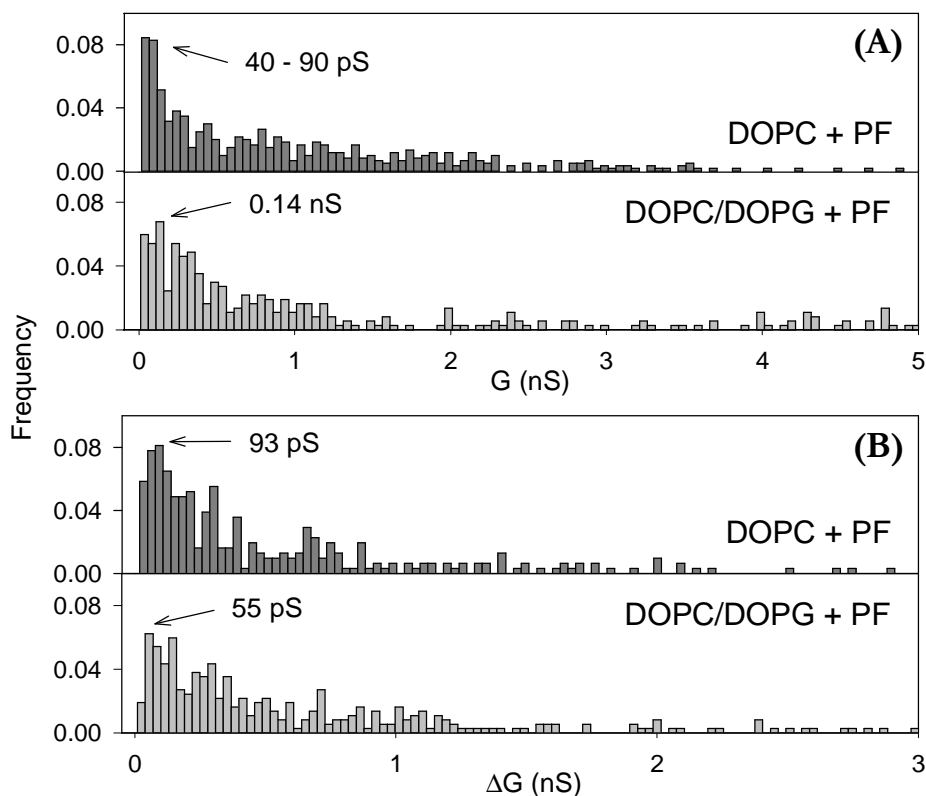 (A)
0.08
40 - 90 pS
0.04
DOPC + PF
0.00
0.08
0.14 nS
DOPC/DOPG + PF
0.04
0.00
0 1 2 3 4 5
G (nS)
Frequency
(B)
0.08
93 pS
0.04
DOPC + PF
0.00
0.08
55 pS
DOPC/DOPG + PF
0.04
0.00
0 1 2 3
ΔG (nS)